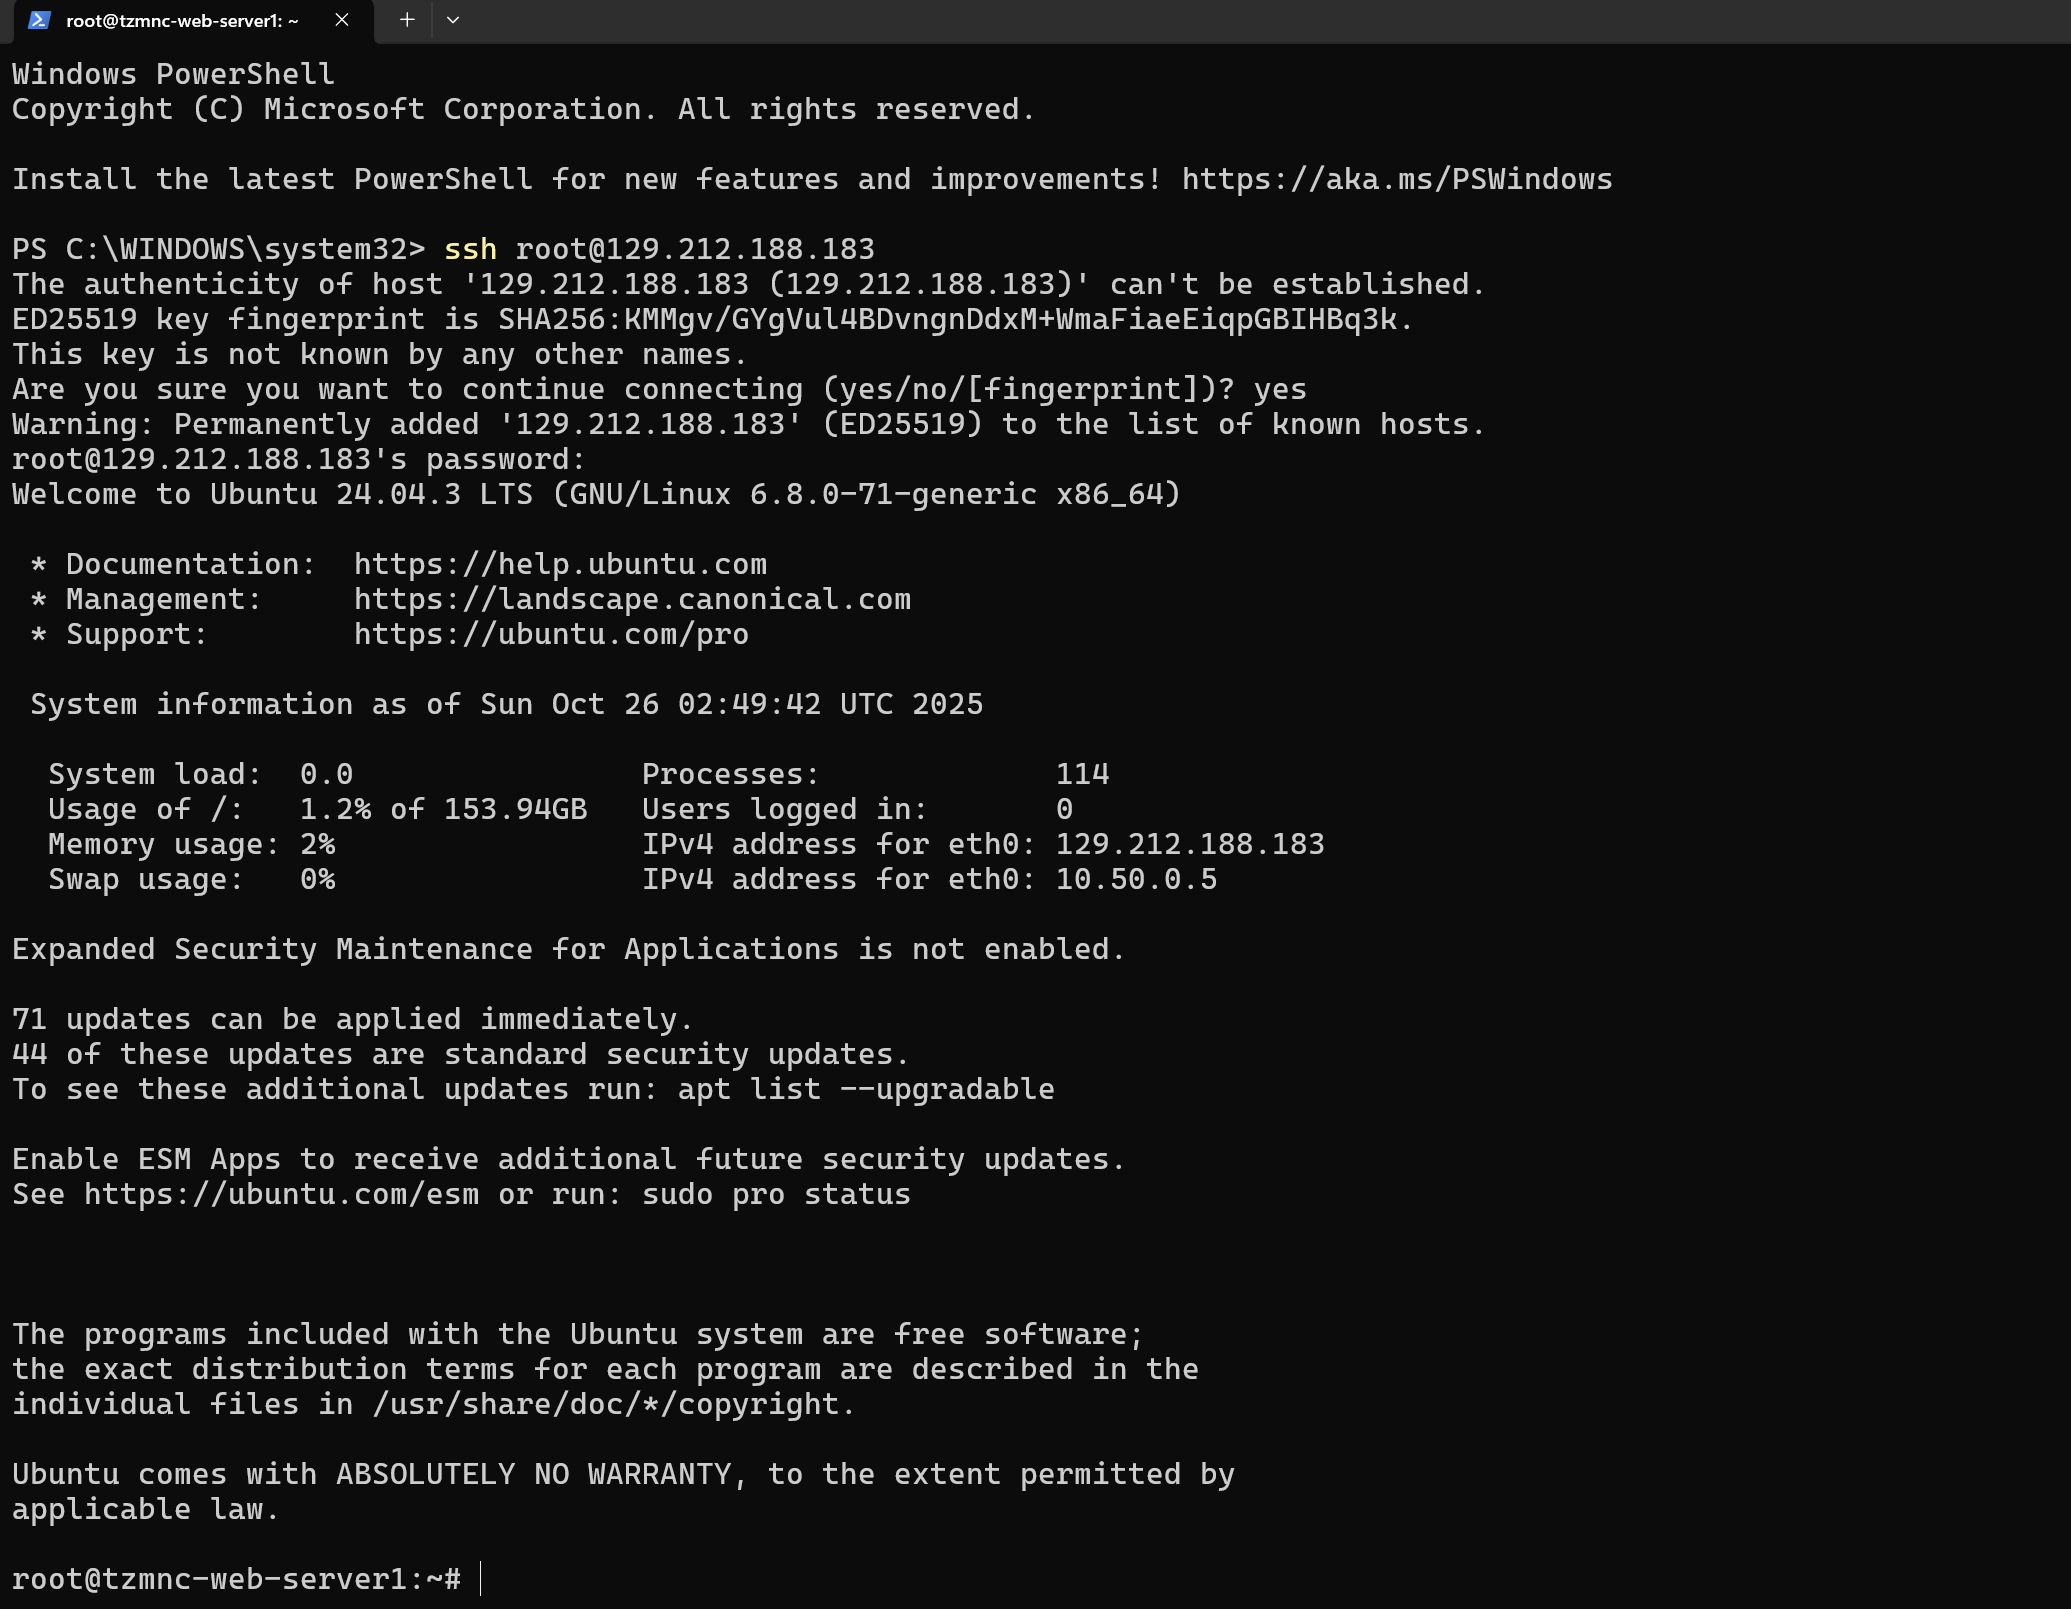 root@tzmnc-web-server1: ~
Windows PowerShell
Copyright (C) Microsoft Corporation. All rights reserved.
Install the latest PowerShell for new features and improvements! https://aka.ms/PSWindows
PS C:\WINDOWS\system32> ssh root@129.212.188.183
The authenticity of host '129.212.188.183 (129.212.188.183)' can't be established.
ED25519 key fingerprint is SHA256:KMMgv/GYgVul4BDvngnDdxM+WmaFiaeEiqpGBIHBq3k.
This key is not known by any other names.
Are you sure you want to continue connecting (yes/no/[fingerprint])? yes
Warning: Permanently added '129.212.188.183' (ED25519) to the list of known hosts.
root@129.212.188.183's password:
Welcome to Ubuntu 24.04.3 LTS (GNU/Linux 6.8.0-71-generic x86_64)
* Documentation:  https://help.ubuntu.com
* Management:     https://landscape.canonical.com
* Support:        https://ubuntu.com/pro
System information as of Sun Oct 26 02:49:42 UTC 2025
System load:  0.0                Processes:             114
Usage of /:   1.2% of 153.94GB   Users logged in:       0
Memory usage: 2%                 IPv4 address for eth0: 129.212.188.183
Swap usage:   0%                 IPv4 address for eth0: 10.50.0.5
Expanded Security Maintenance for Applications is not enabled.
71 updates can be applied immediately.
44 of these updates are standard security updates.
To see these additional updates run: apt list --upgradable
Enable ESM Apps to receive additional future security updates.
See https://ubuntu.com/esm or run: sudo pro status
The programs included with the Ubuntu system are free software;
the exact distribution terms for each program are described in the
individual files in /usr/share/doc/*/copyright.
Ubuntu comes with ABSOLUTELY NO WARRANTY, to the extent permitted by
applicable law.
root@tzmnc-web-server1:~#